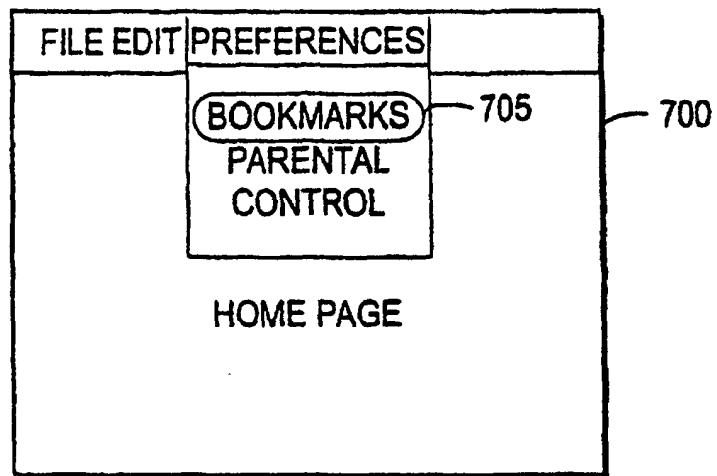 FILE EDIT PREFERENCES
BOOKMARKS 705 700
PARENTAL
CONTROL
HOME PAGE